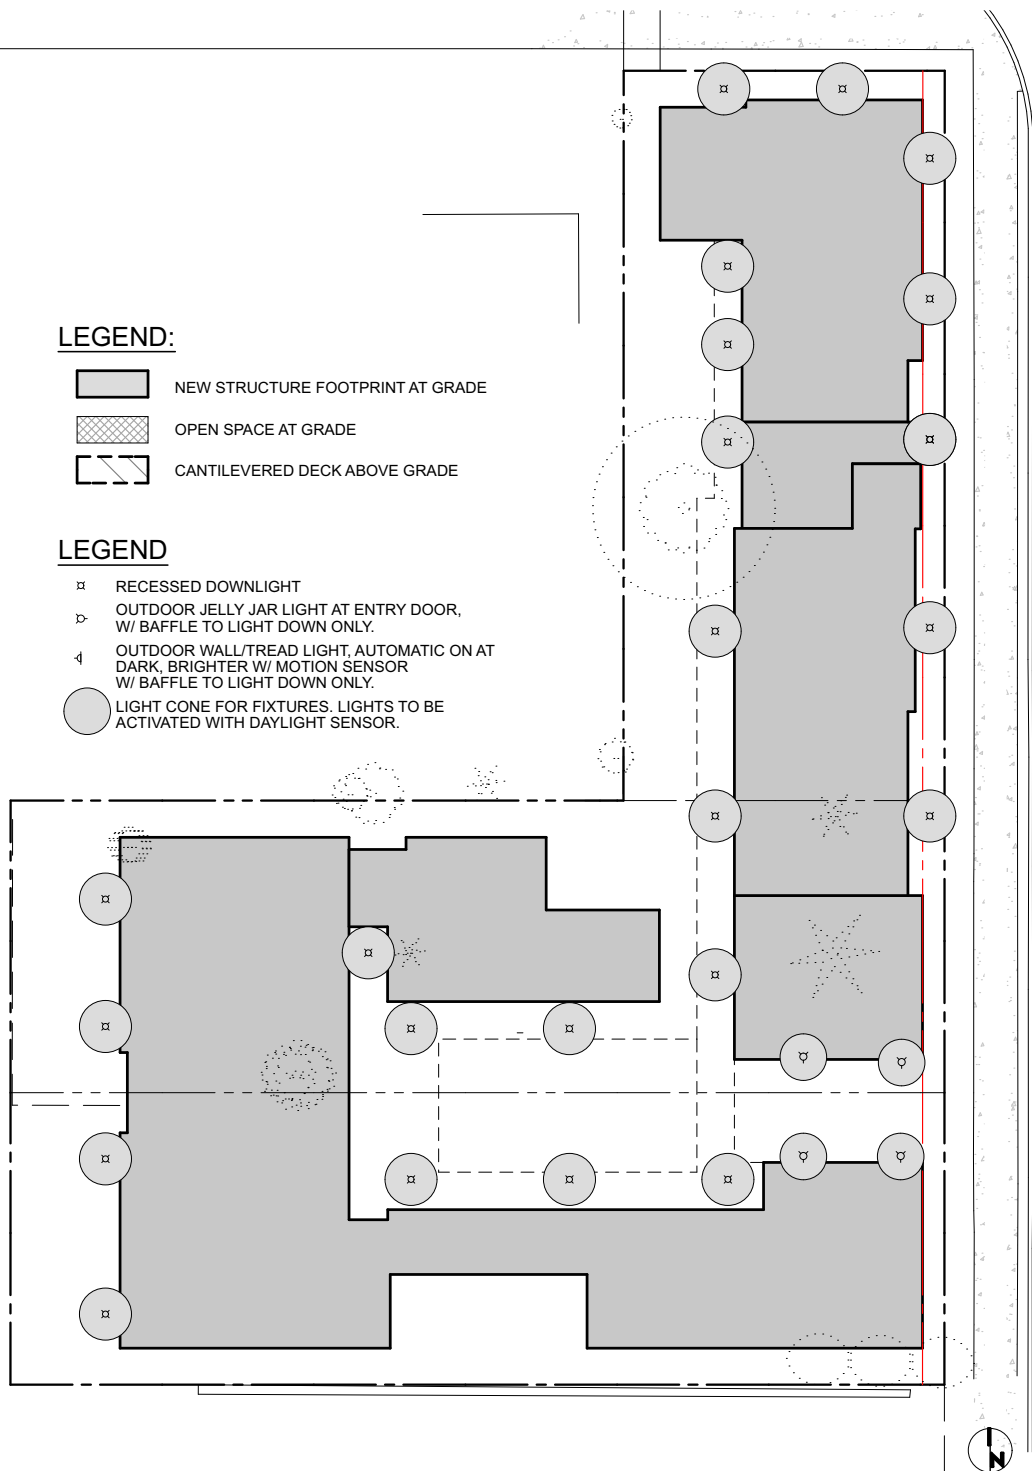 LEGEND:
NEW STRUCTURE FOOTPRINT AT GRADE
OPEN SPACE AT GRADE
CANTILEVERED DECK ABOVE GRADE
LEGEND
RECESSED DOWNLIGHT
OUTDOOR JELLY JAR LIGHT AT ENTRY DOOR,
W/ BAFFLE TO LIGHT DOWN ONLY.
OUTDOOR WALL/TREAD LIGHT, AUTOMATIC ON AT
DARK, BRIGHTER W/ MOTION SENSOR
W/ BAFFLE TO LIGHT DOWN ONLY.
LIGHT CONE FOR FIXTURES. LIGHTS TO BE
ACTIVATED WITH DAYLIGHT SENSOR.
N